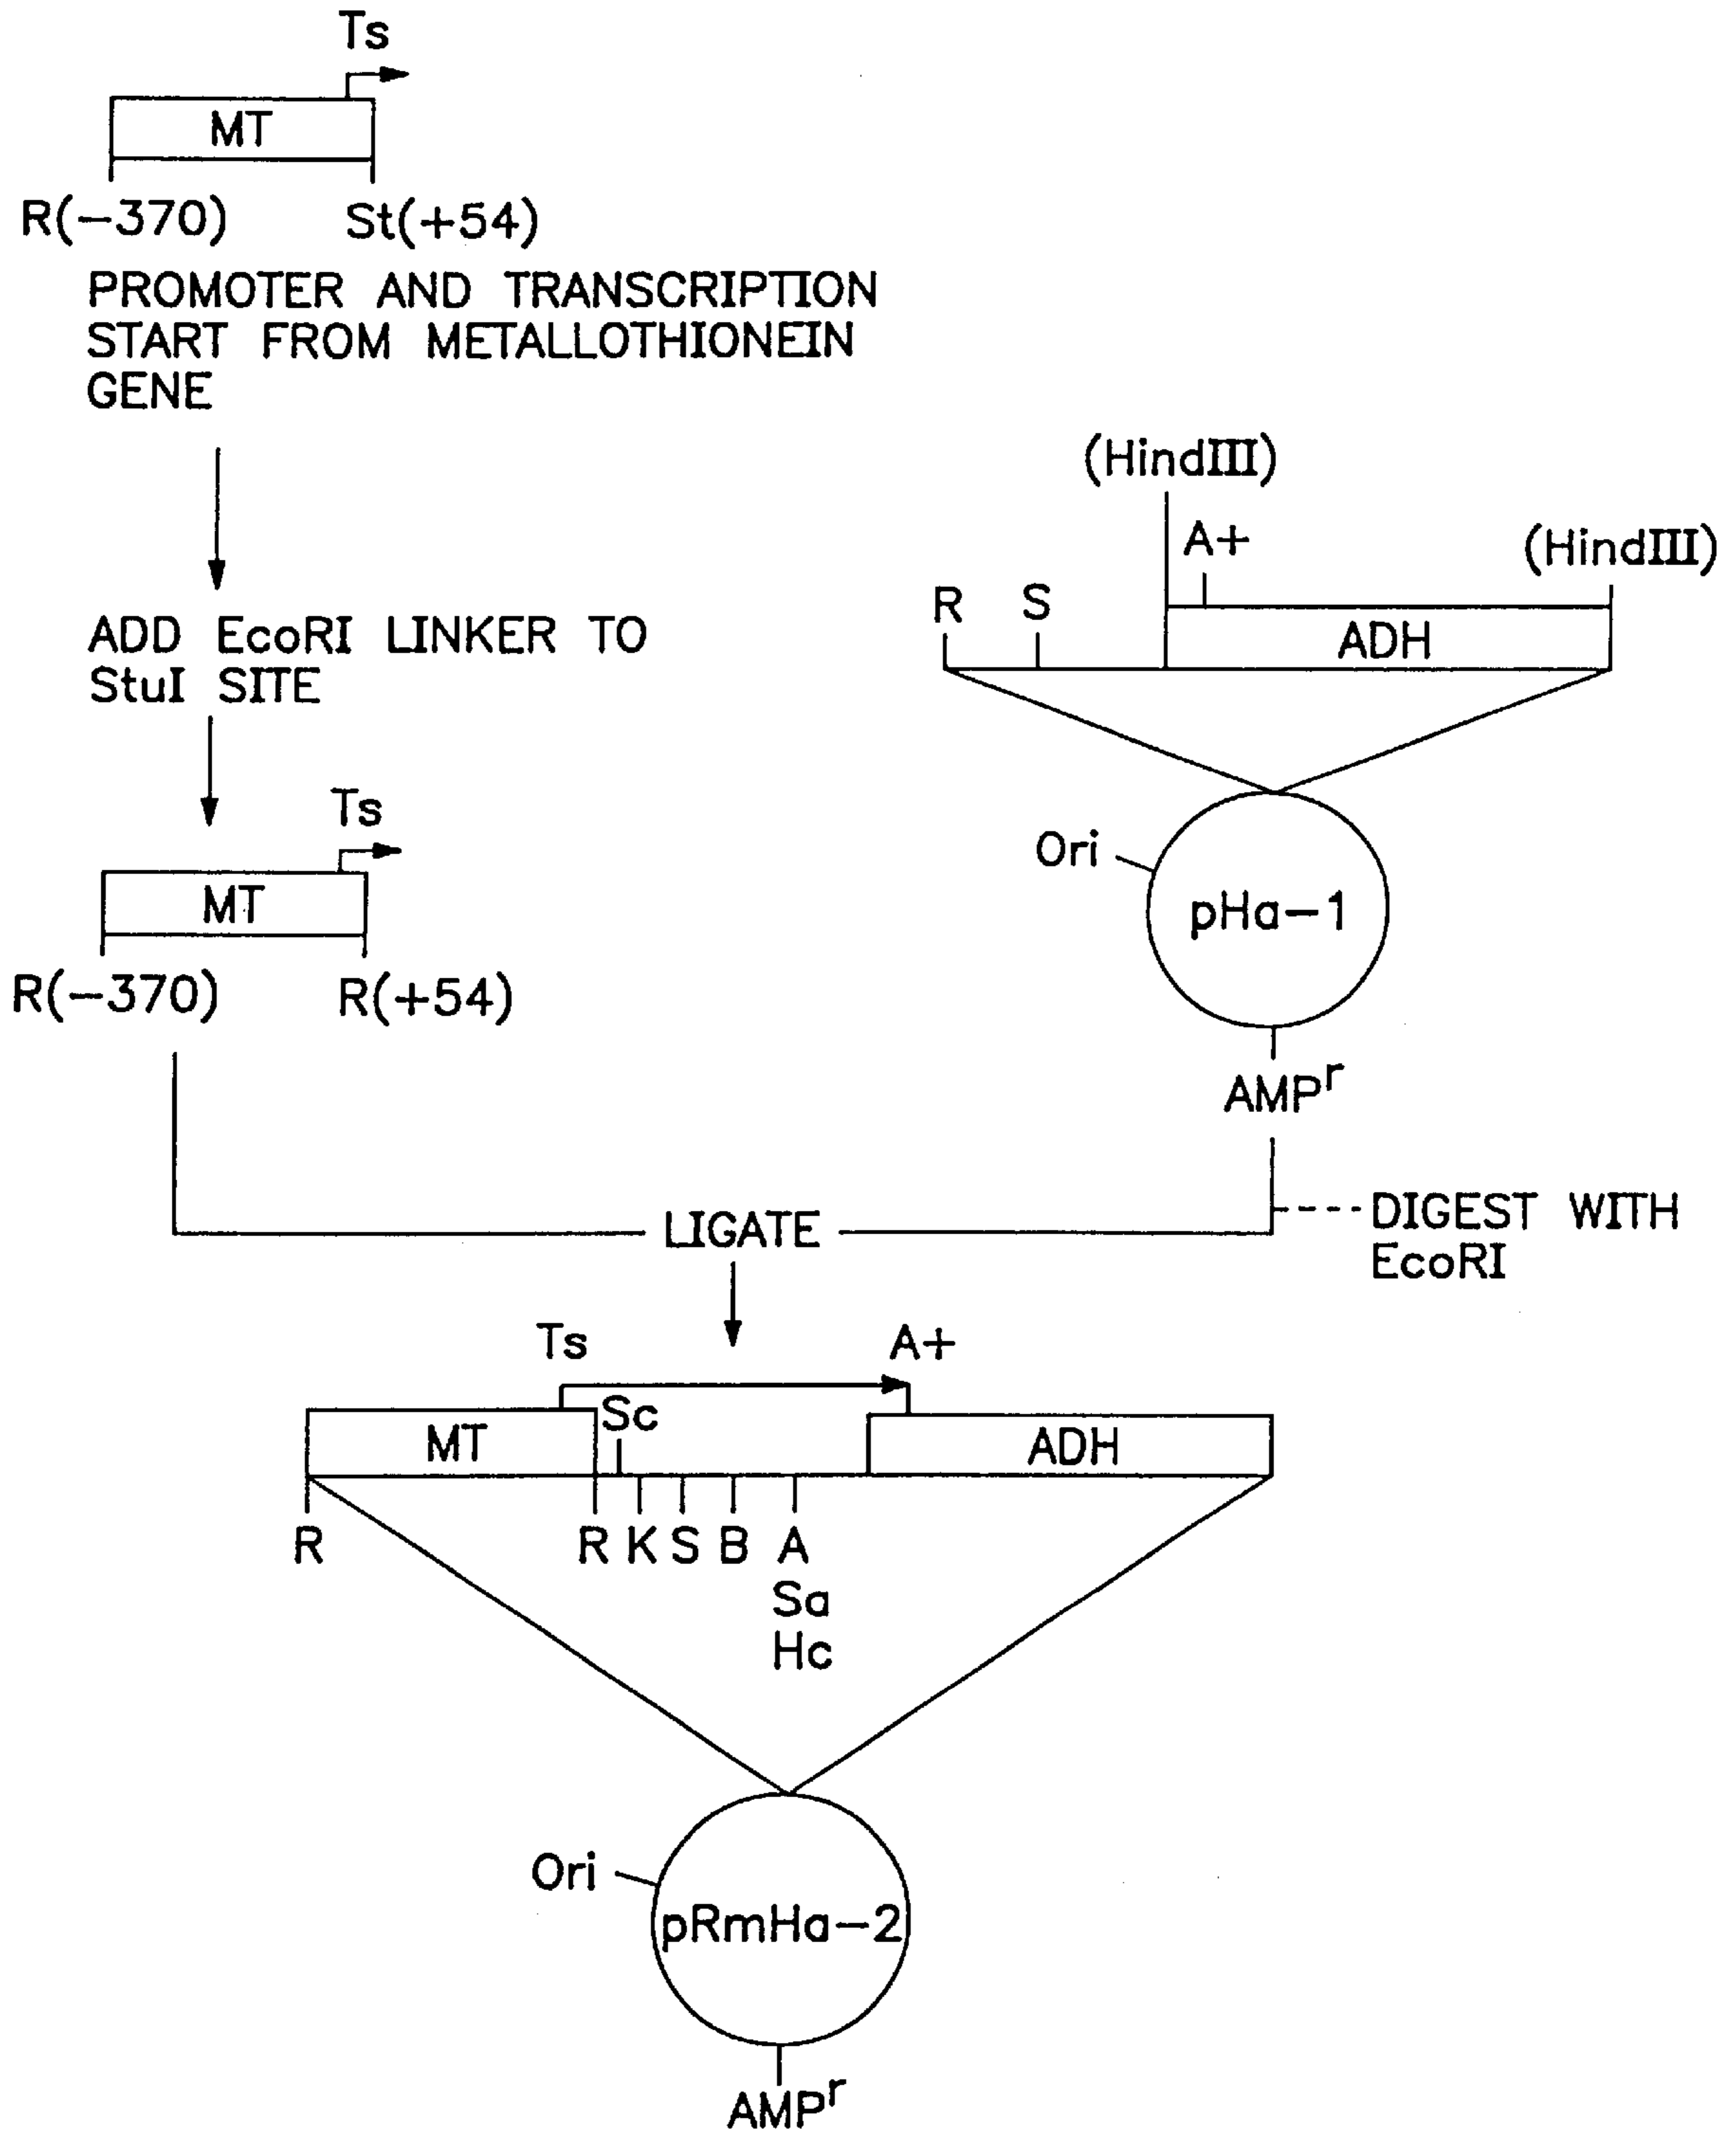 Ts
MT
R(−370) St(+54)
PROMOTER AND TRANSCRIPTION
START FROM METALLOTHIONEIN
GENE
ADD EcoRI LINKER TO
StuI SITE
Ts
MT
R(−370) R(+54)
(HindIII)
A+
(HindIII)
R S
ADH
Ori
pHa−1
AMPr
DIGEST WITH
EcoRI
LIGATE
Ts A+
Sc
MT ADH
R R K S B A
Sa
Hc
Ori
pRmHa−2
AMPr